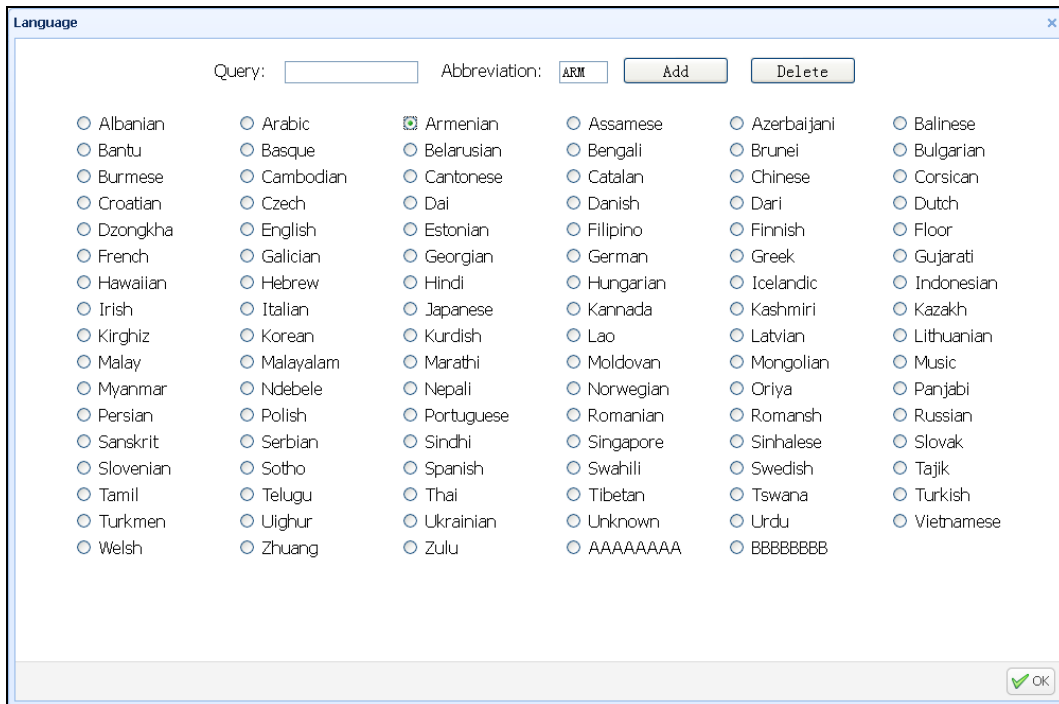 Language
Query: Abbreviation: ARM Add Delete
Albanian Arabic Armenian Assamese Azerbaijani Balinese
Bantu Basque Belarusian Bengali Brunei Bulgarian
Burmese Cambodian Cantonese Catalan Chinese Corsican
Croatian Czech Dai Danish Dari Dutch
Dzongkha English Estonian Filipino Finnish Floor
French Galician Georgian German Greek Gujarati
Hawaiian Hebrew Hindi Hungarian Icelandic Indonesian
Irish Italian Japanese Kannada Kashmiri Kazakh
Kirghiz Korean Kurdish Lao Latvian Lithuanian
Malay Malayalam Marathi Moldovan Mongolian Music
Myanmar Ndebele Nepali Norwegian Oriya Panjabi
Persian Polish Portuguese Romanian Romansh Russian
Sanskrit Serbian Sindhi Singapore Sinhalese Slovak
Slovenian Sotho Spanish Swahili Swedish Tajik
Tamil Telugu Thai Tibetan Tswana Turkish
Turkmen Uighur Ukrainian Unknown Urdu Vietnamese
Welsh Zhuang Zulu AAAAAAAA BBBBBBBB
OK